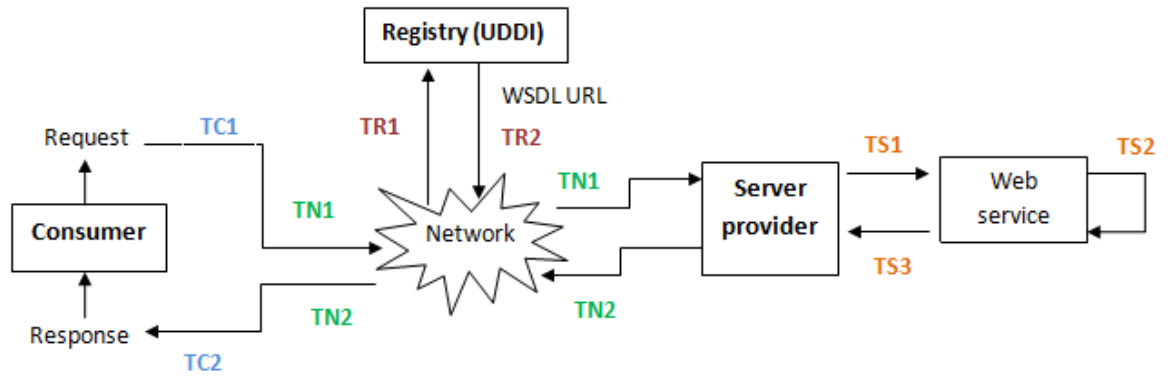 Registry (UDDI)
WSDL URL
TR1
TR2
Request
TC1
TN1
Consumer
Network
TN1
Server
provider
TS1
Web
service
TS2
TS3
TN2
TN2
Response
TC2